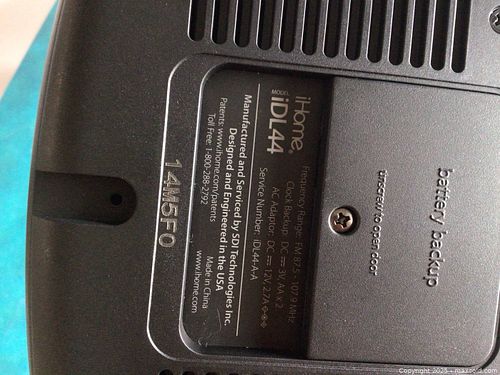 iHome®
MODEL iDL44
Frequency Range: FM 87.5 - 107.9 MHz
Clock Backup: DC ⎓ 3V, AA x 2
AC Adaptor: DC ⎓ 12V 2.7A
Service Number: iDL44-A-A
Manufactured and Serviced by SDI Technologies Inc.
Designed and Engineered in the USA
Patents: www.ihome.com/patents
Made in China
Toll Free: 1-800-288-2792
www.ihome.com
14M5F0
battery backup
unscrew to open door
Copyright 2025 - maxsold.com